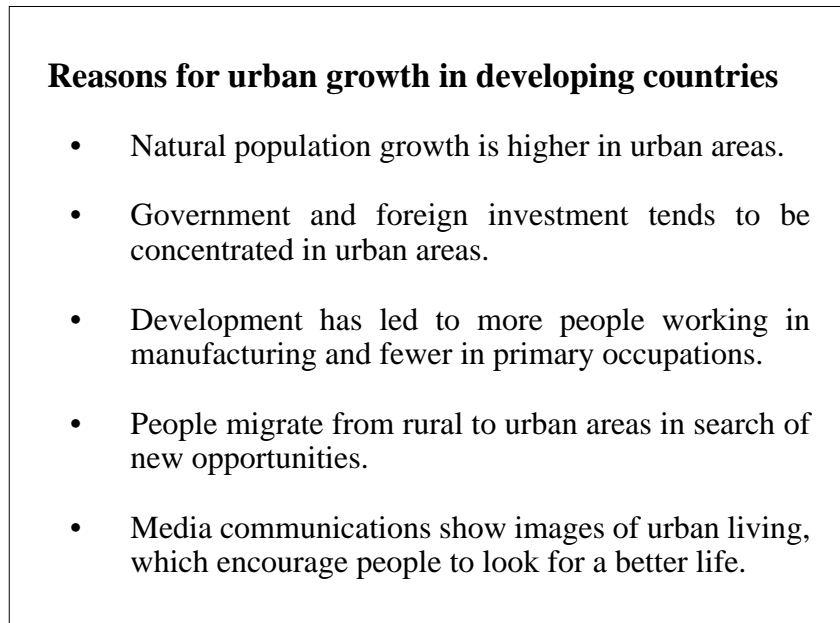 Reasons for urban growth in developing countries
• Natural population growth is higher in urban areas.
• Government and foreign investment tends to be
concentrated in urban areas.
• Development has led to more people working in
manufacturing and fewer in primary occupations.
• People migrate from rural to urban areas in search of
new opportunities.
• Media communications show images of urban living,
which encourage people to look for a better life.